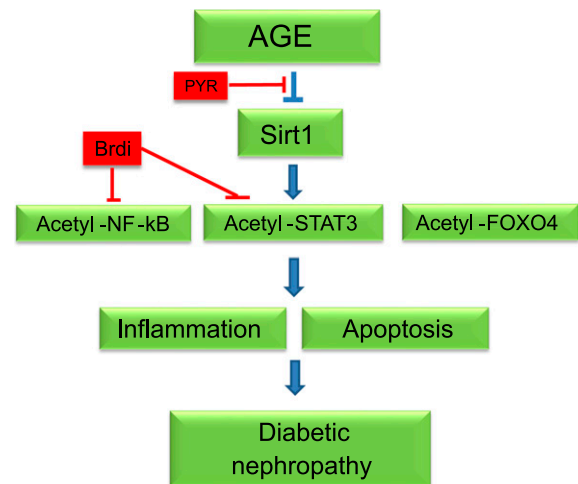 AGE
PYR
Sirt1
Brdi
Acetyl -NF -kB
Acetyl -STAT3
Acetyl -FOXO4
Inflammation
Apoptosis
Diabetic
nephropathy